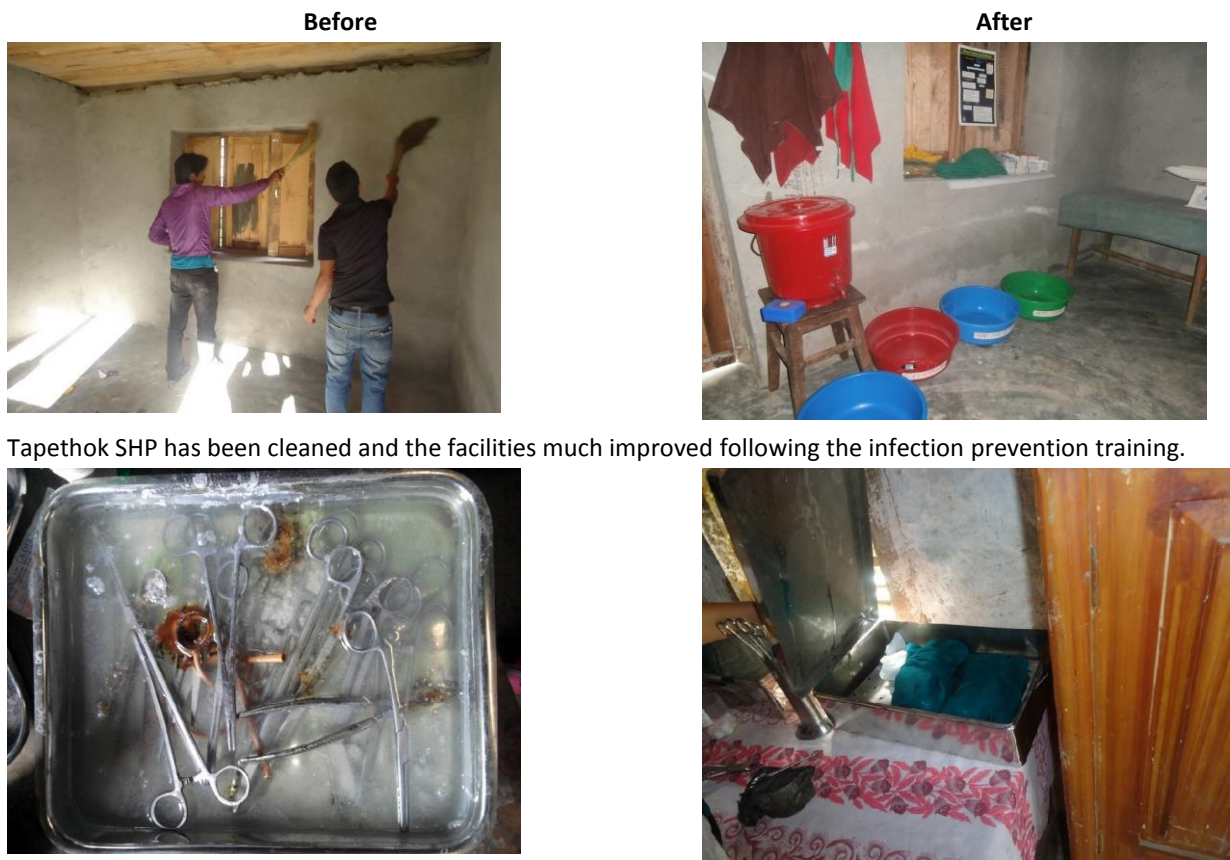 Before
After
Tapethok SHP has been cleaned and the facilities much improved following the infection prevention training.